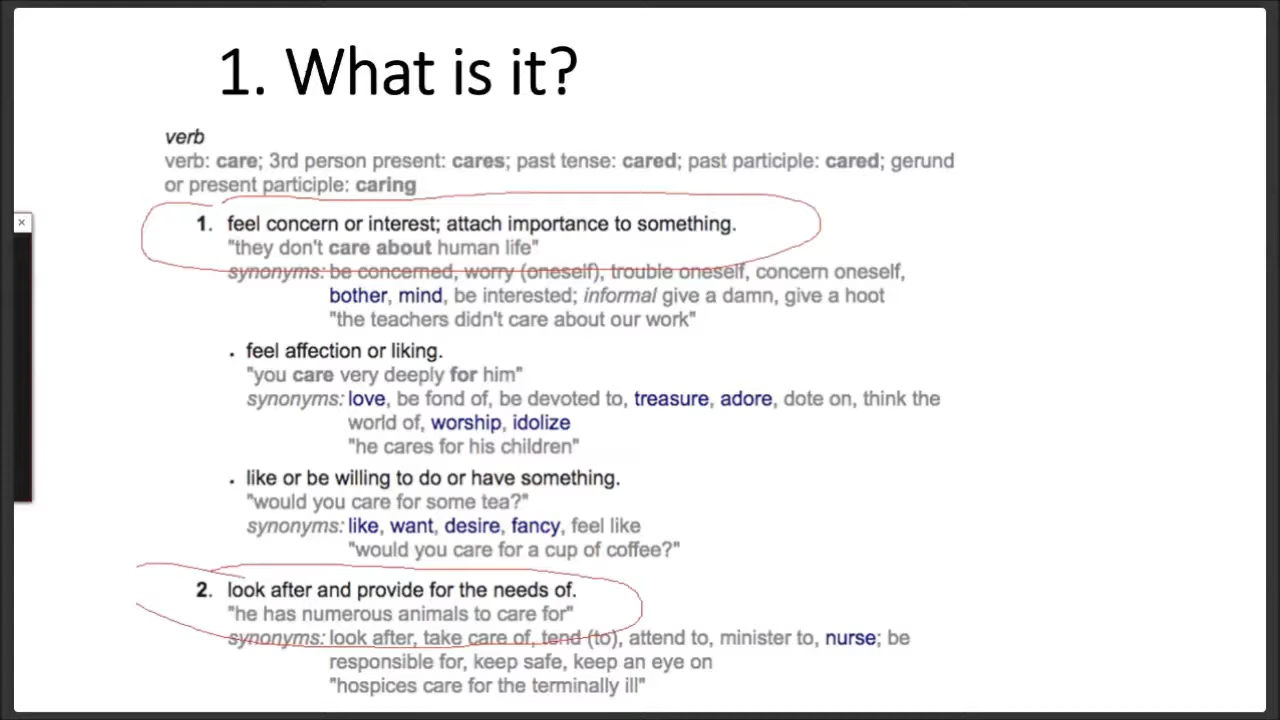 1. What is it?
verb
verb: care; 3rd person present: cares; past tense: cared; past participle: cared; gerund
or present participle: caring
1. feel concern or interest; attach importance to something.
"they don't care about human life"
synonyms: be concerned, worry (oneself), trouble oneself, concern oneself,
bother, mind, be interested; informal give a damn, give a hoot
"the teachers didn't care about our work"
. feel affection or liking.
"you care very deeply for him"
synonyms: love, be fond of, be devoted to, treasure, adore, dote on, think the
world of, worship, idolize
"he cares for his children"
. like or be willing to do or have something.
"would you care for some tea?"
synonyms: like, want, desire, fancy, feel like
"would you care for a cup of coffee?"
2. look after and provide for the needs of.
"he has numerous animals to care for"
synonyms: look after, take care of, tend (to), attend to, minister to, nurse; be
responsible for, keep safe, keep an eye on
"hospices care for the terminally ill"